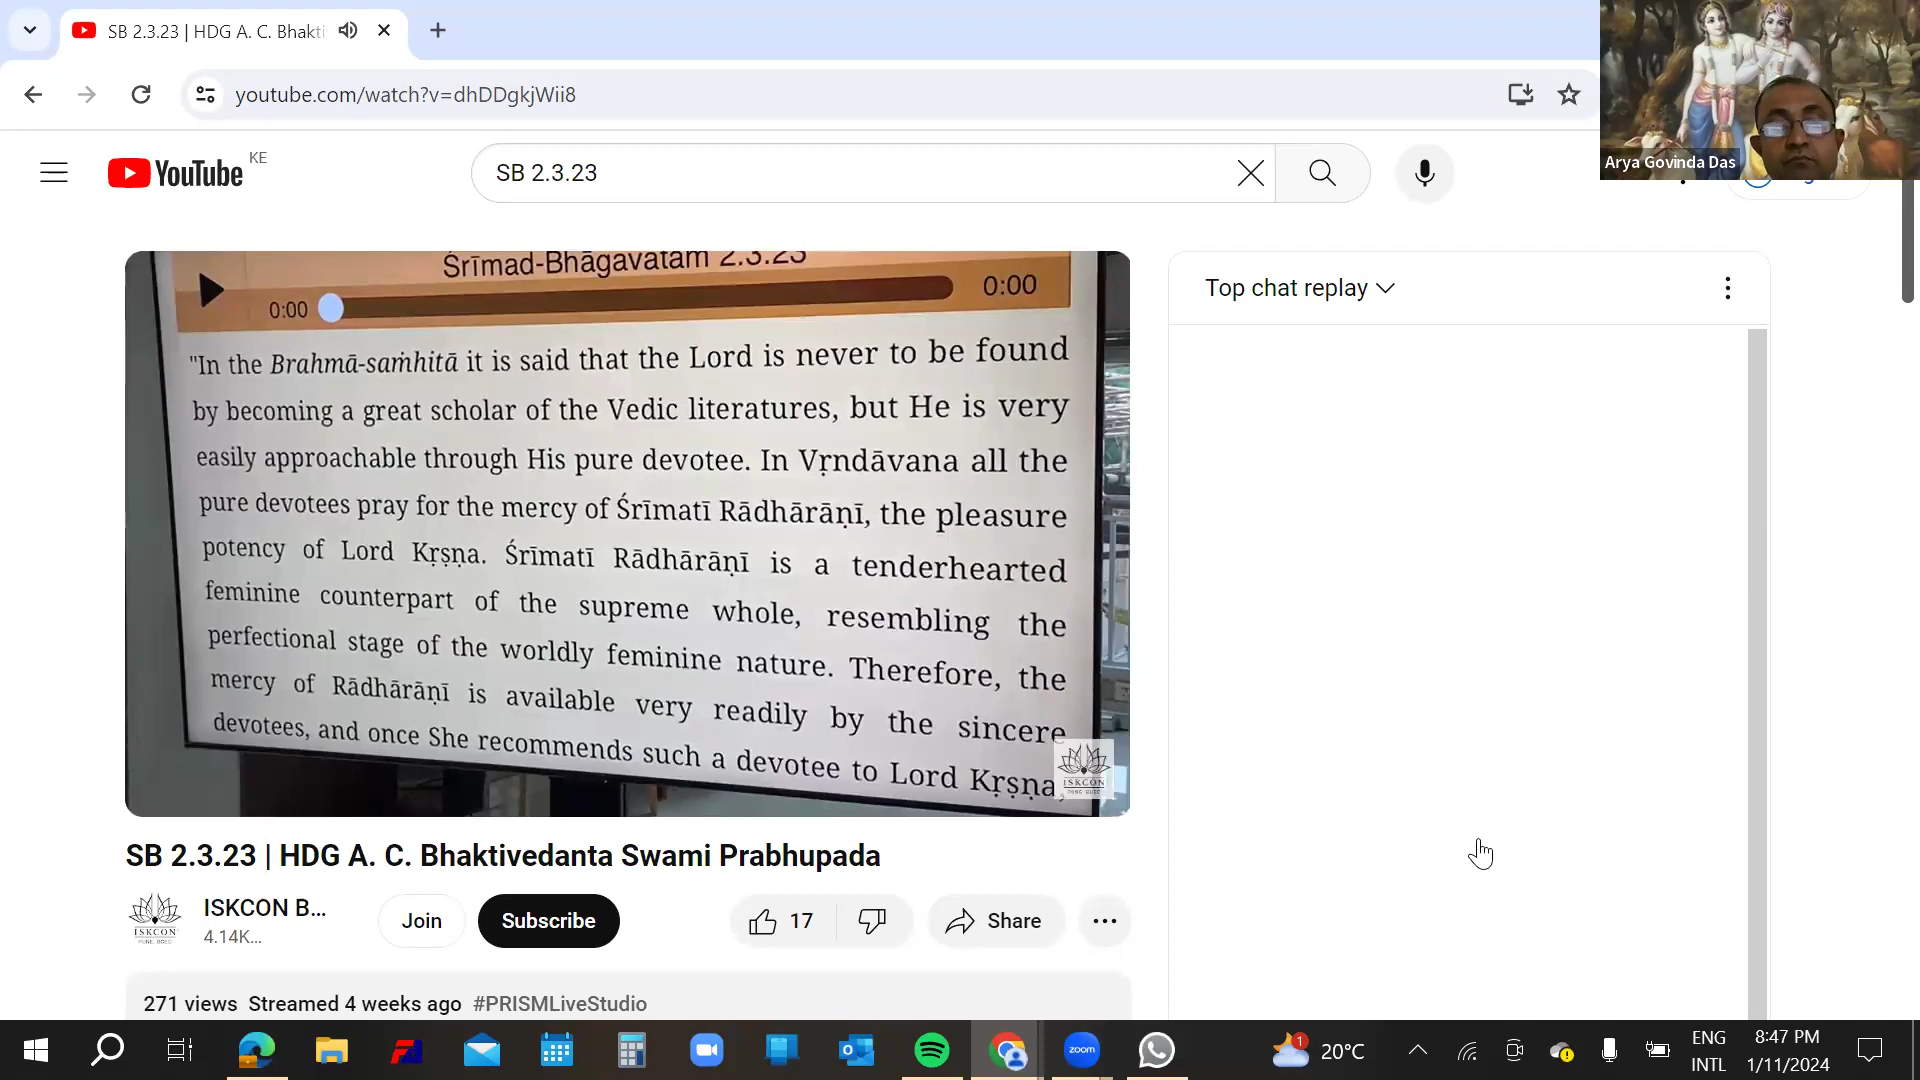 SB 2.3.23 | HDG A. C. Bhakti
youtube.com/watch?v=dhDDgkjWii8
Arya Govinda Das
YouTube KE
SB 2.3.23
Top chat replay
Śrīmad-Bhāgavatam 2.3.23
0:00 0:00
"In the Brahmā-saṁhitā it is said that the Lord is never to be found
by becoming a great scholar of the Vedic literatures, but He is very
easily approachable through His pure devotee. In Vṛndāvana all the
pure devotees pray for the mercy of Śrīmatī Rādhārāṇī, the pleasure
potency of Lord Kṛṣṇa. Śrīmatī Rādhārāṇī is a tenderhearted
feminine counterpart of the supreme whole, resembling the
perfectional stage of the worldly feminine nature. Therefore, the
mercy of Rādhārāṇī is available very readily by the sincere
devotees, and once She recommends such a devotee to Lord Kṛṣṇa,
ISKCON
PUNE BCEC
SB 2.3.23 | HDG A. C. Bhaktivedanta Swami Prabhupada
ISKCON
PUNE BCEC
ISKCON B...
4.14K...
Join
Subscribe
17
Share
271 views Streamed 4 weeks ago #PRISMLiveStudio
zoom
1
20°C
ENG
INTL
8:47 PM
1/11/2024